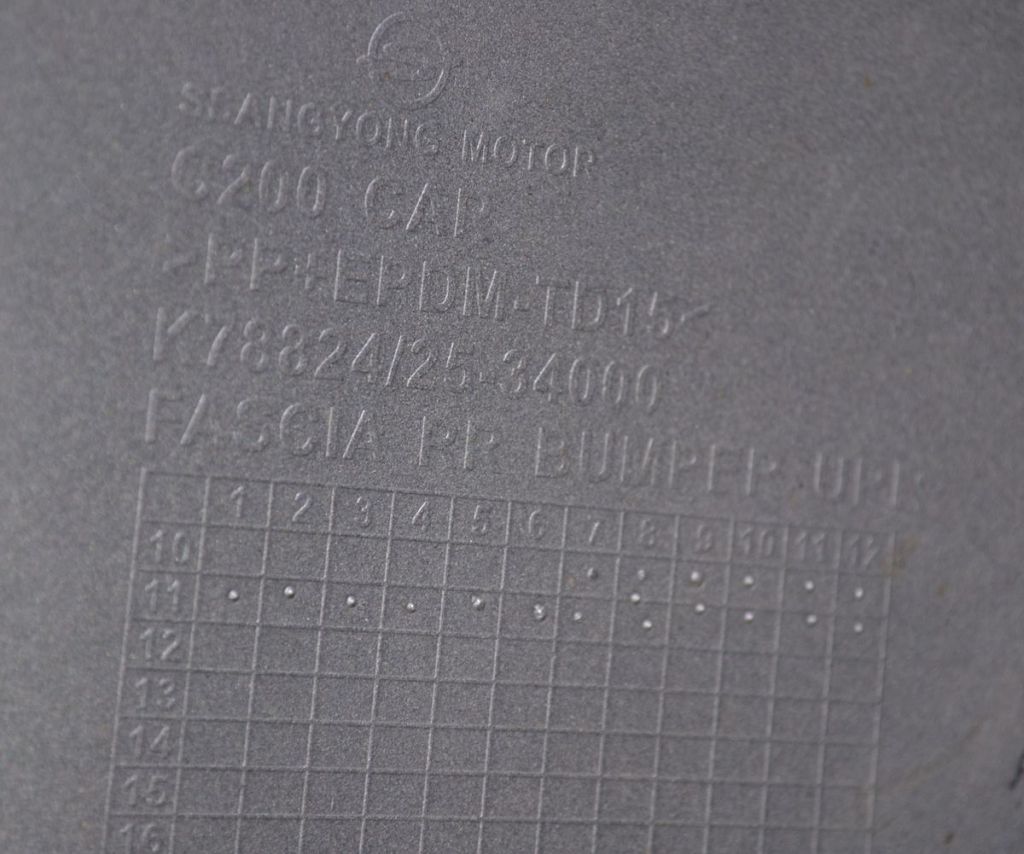 SSANGYONG MOTOR
C200 CAR
>PP+EPDM-TD15<
K78824/25-34000
FASCIA RR BUMPER UPR
1 2 3 4 5 6 7 8 9 10 11 12
10
11
12
13
14
15
16